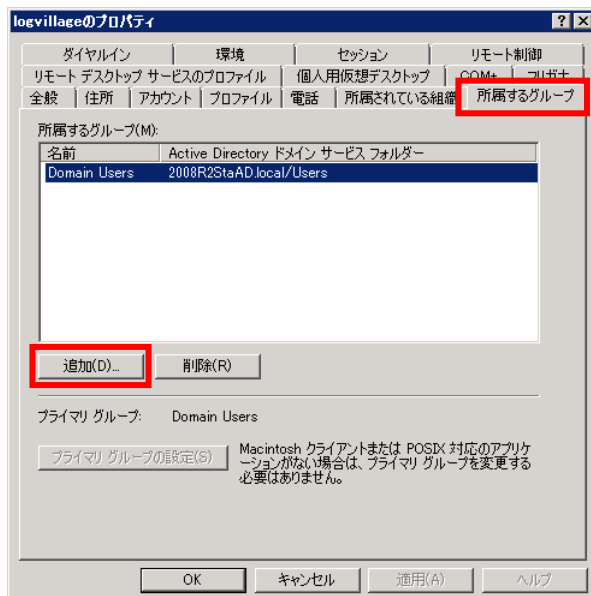 logvillageのプロパティ
ダイヤルイン 環境 セッション リモート制御
リモート デスクトップ サービスのプロファイル 個人用仮想デスクトップ COM+ フリガナ
全般 住所 アカウント プロファイル 電話 所属されている組織 所属するグループ
所属するグループ(M):
名前 Active Directory ドメイン サービス フォルダー
Domain Users 2008R2StaAD.local/Users
追加(D)... 削除(R)
プライマリ グループ: Domain Users
プライマリ グループの設定(S)
Macintosh クライアントまたは POSIX 対応のアプリケ
ーションがない場合は、プライマリ グループを変更する
必要はありません。
OK キャンセル 適用(A) ヘルプ